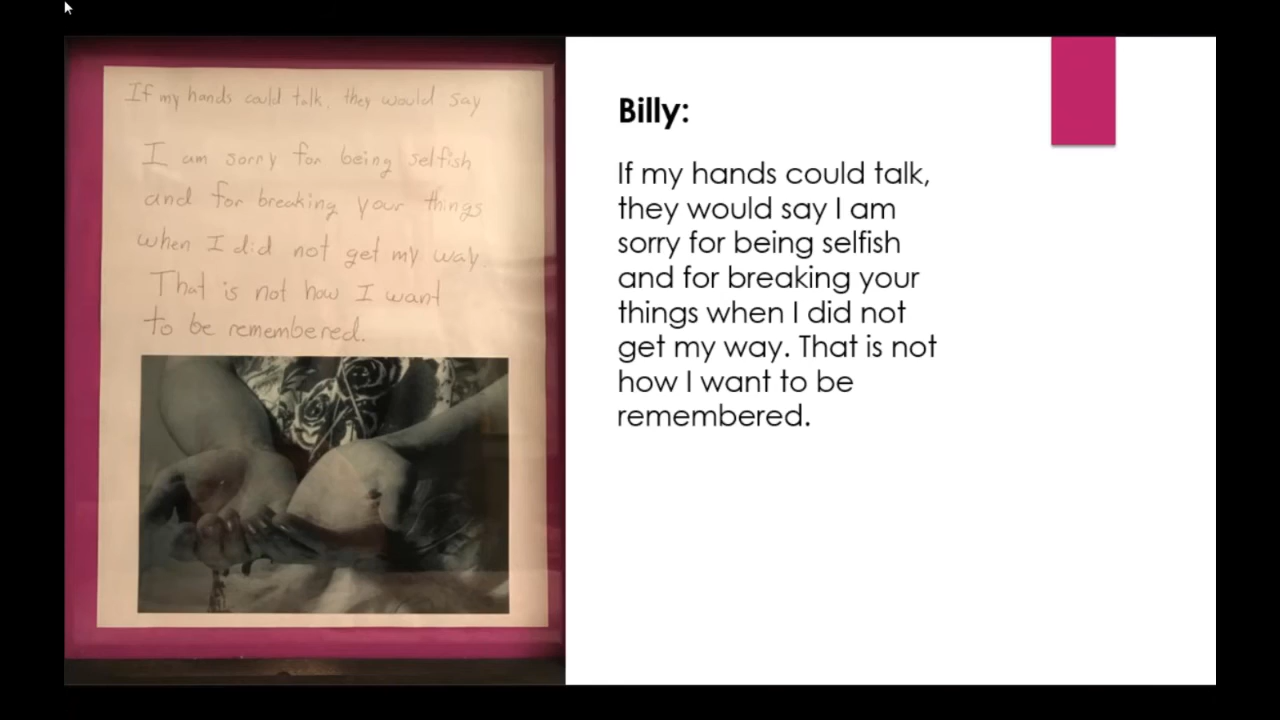 If my hands could talk, they would say
I am sorry for being selfish
and for breaking your things
when I did not get my way.
That is not how I want
to be remembered.
Billy:
If my hands could talk,
they would say I am
sorry for being selfish
and for breaking your
things when I did not
get my way. That is not
how I want to be
remembered.